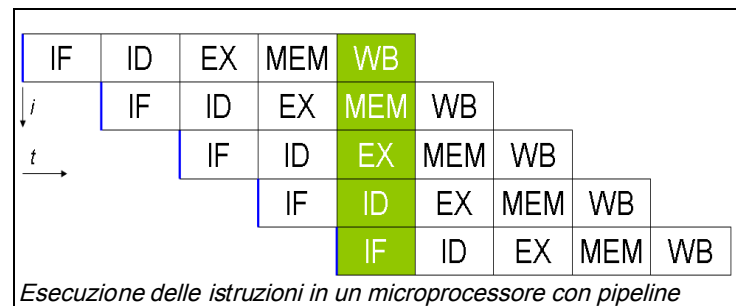 IF ID EX MEM WB
i
IF ID EX MEM WB
t
IF ID EX MEM WB
IF ID EX MEM WB
IF ID EX MEM WB
Esecuzione delle istruzioni in un microprocessore con pipeline